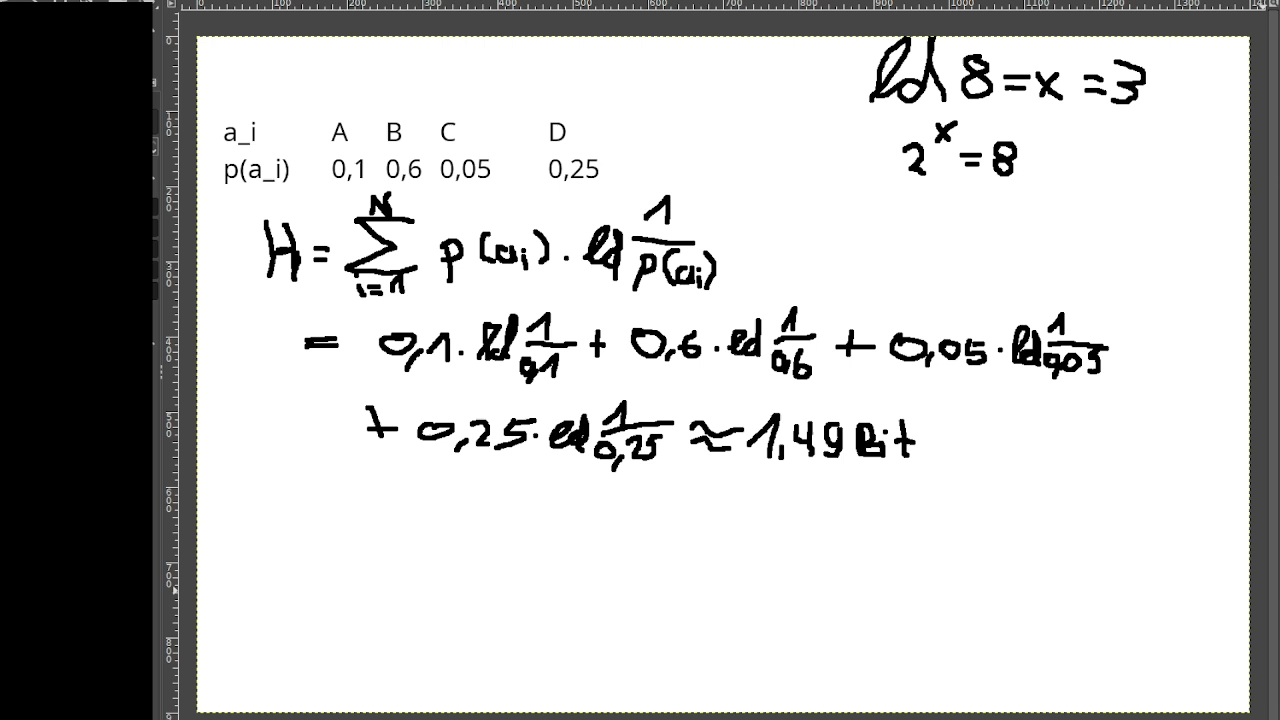 ld 8 = x = 3
2^x = 8
a_i A B C D
p(a_i) 0,1 0,6 0,05 0,25
H = ∑_{i=1}^{N} p(a_i) · ld 1/p(a_i)
= 0,1 · ld 1/0,1 + 0,6 · ld 1/0,6 + 0,05 · ld 1/0,05
+ 0,25 · ld 1/0,25 ≈ 1,49 Bit